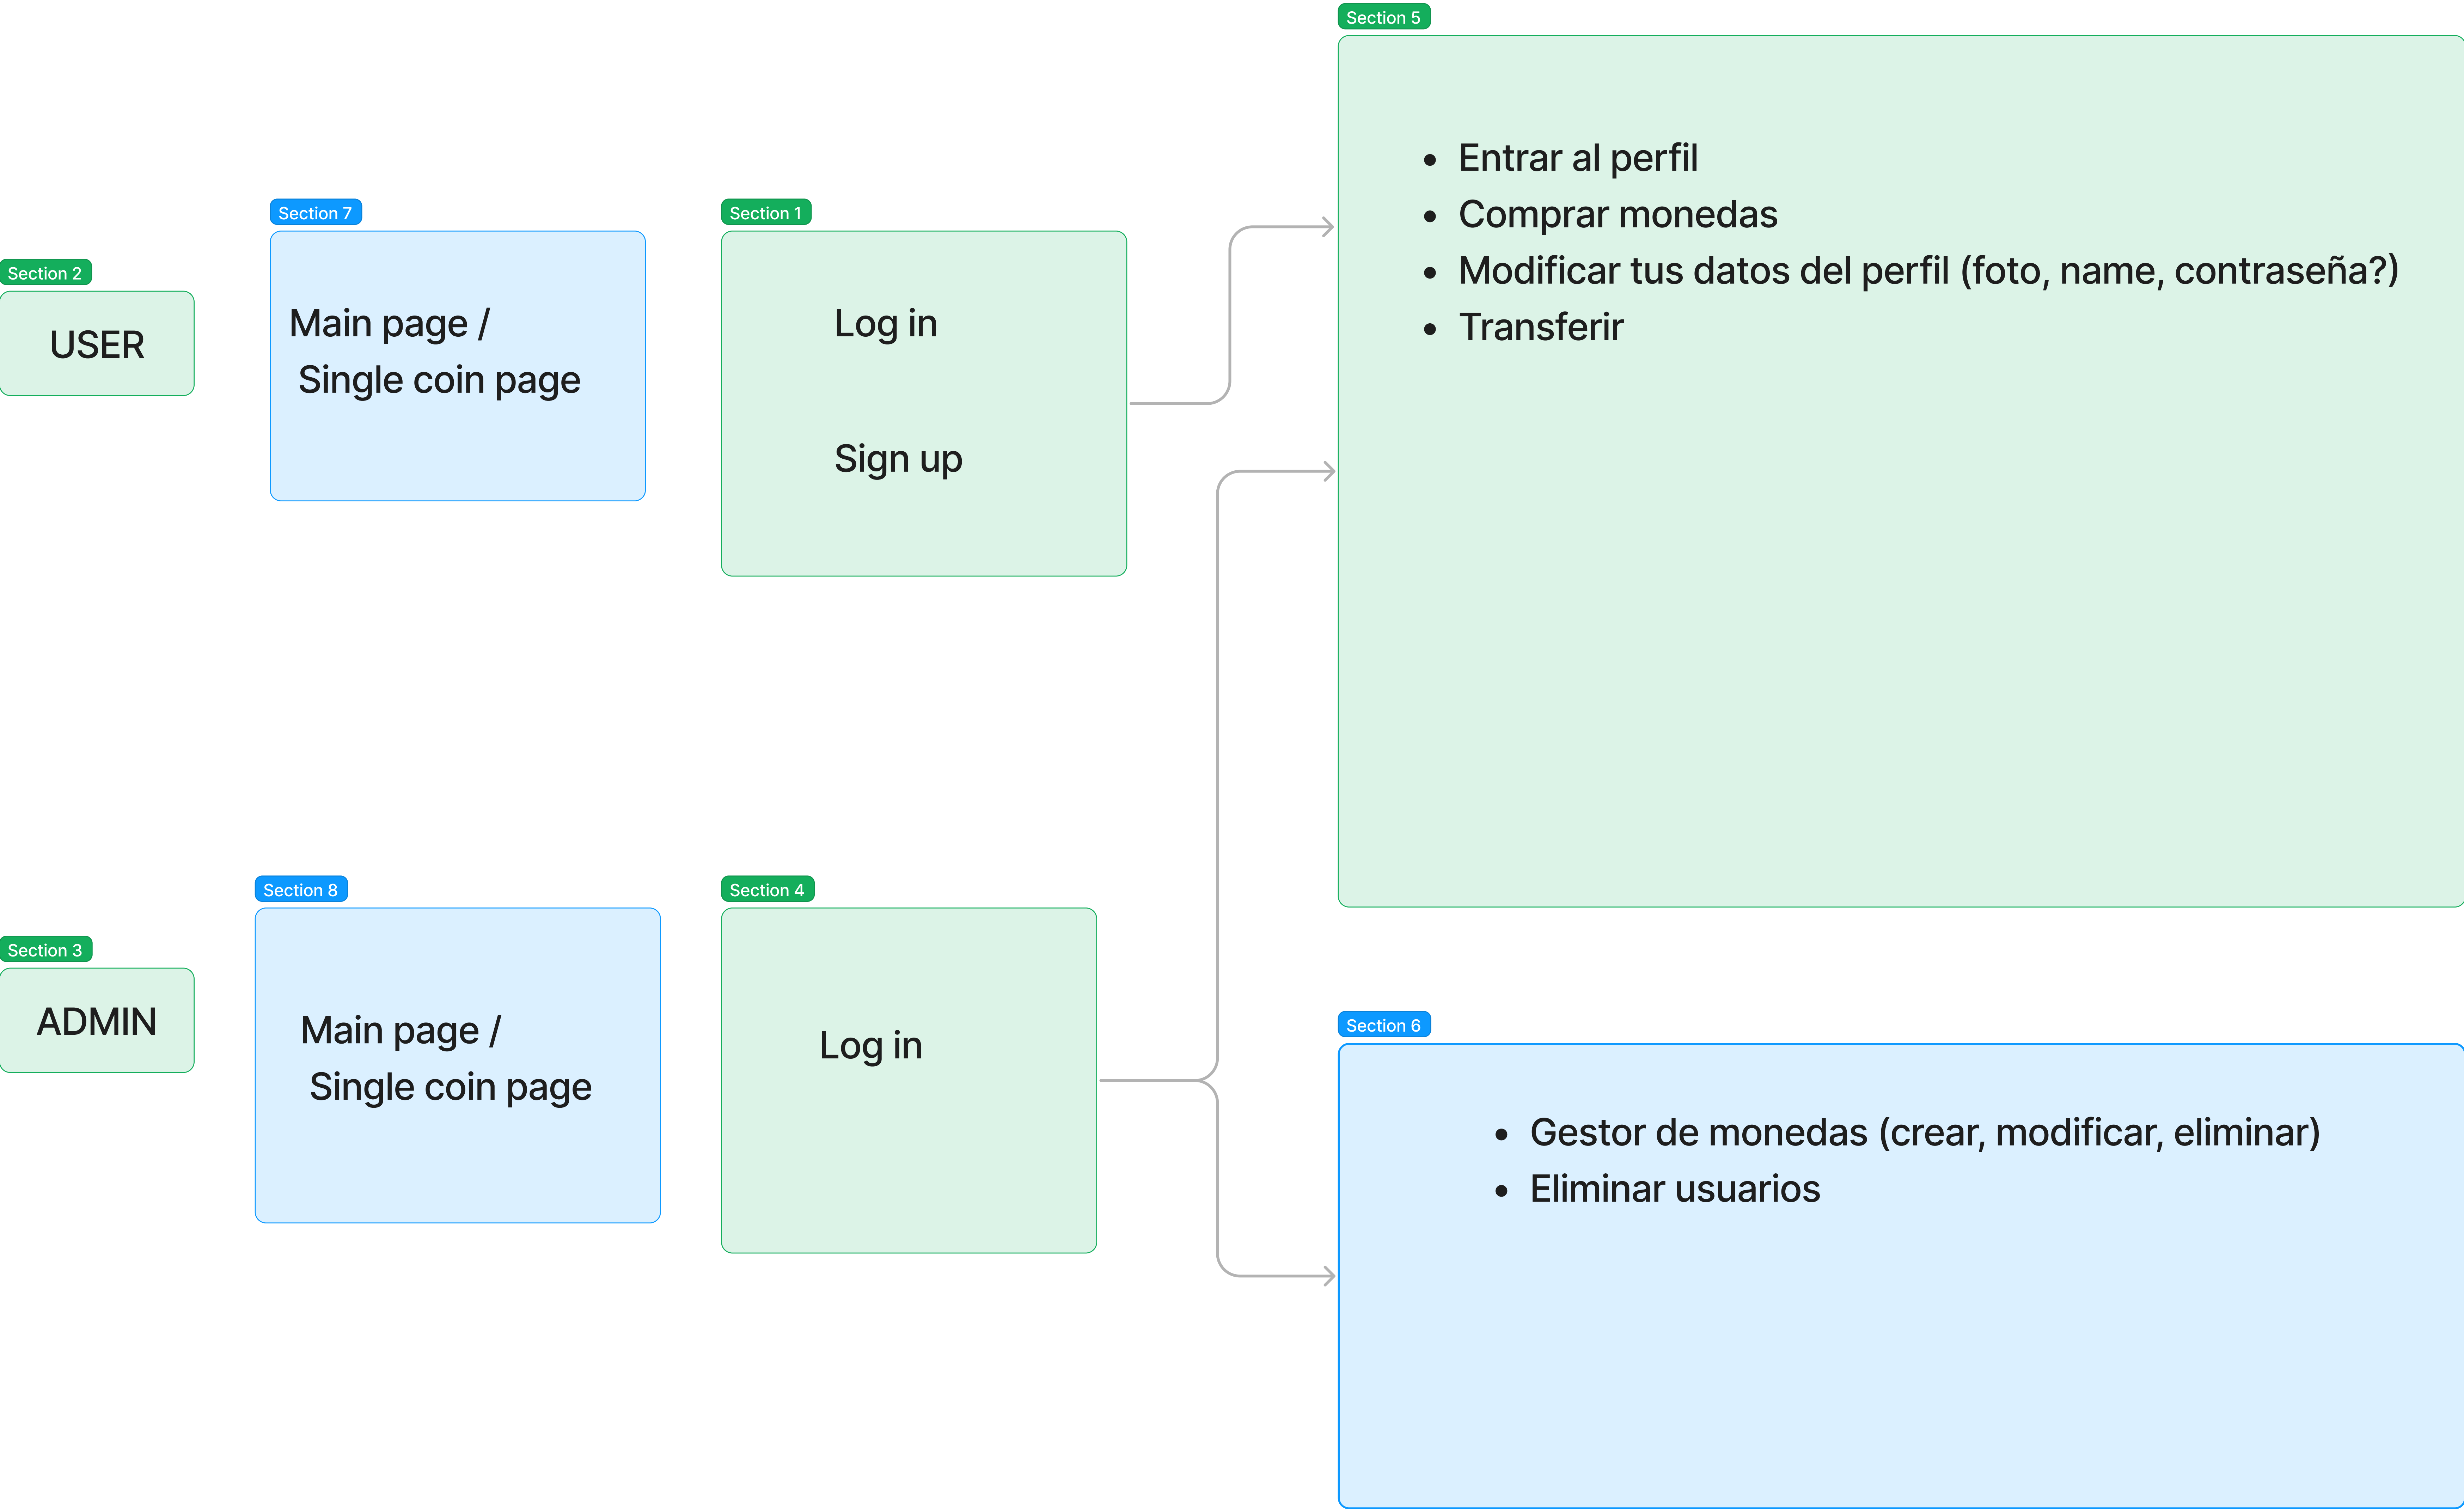 Section 5
• Entrar al perfil
• Comprar monedas
• Modificar tus datos del perfil (foto, name, contraseña?)
• Transferir
Section 7
Main page /
Single coin page
Section 1
Log in
Sign up
Section 2
USER
Section 8
Main page /
Single coin page
Section 4
Log in
Section 3
ADMIN
Section 6
• Gestor de monedas (crear, modificar, eliminar)
• Eliminar usuarios